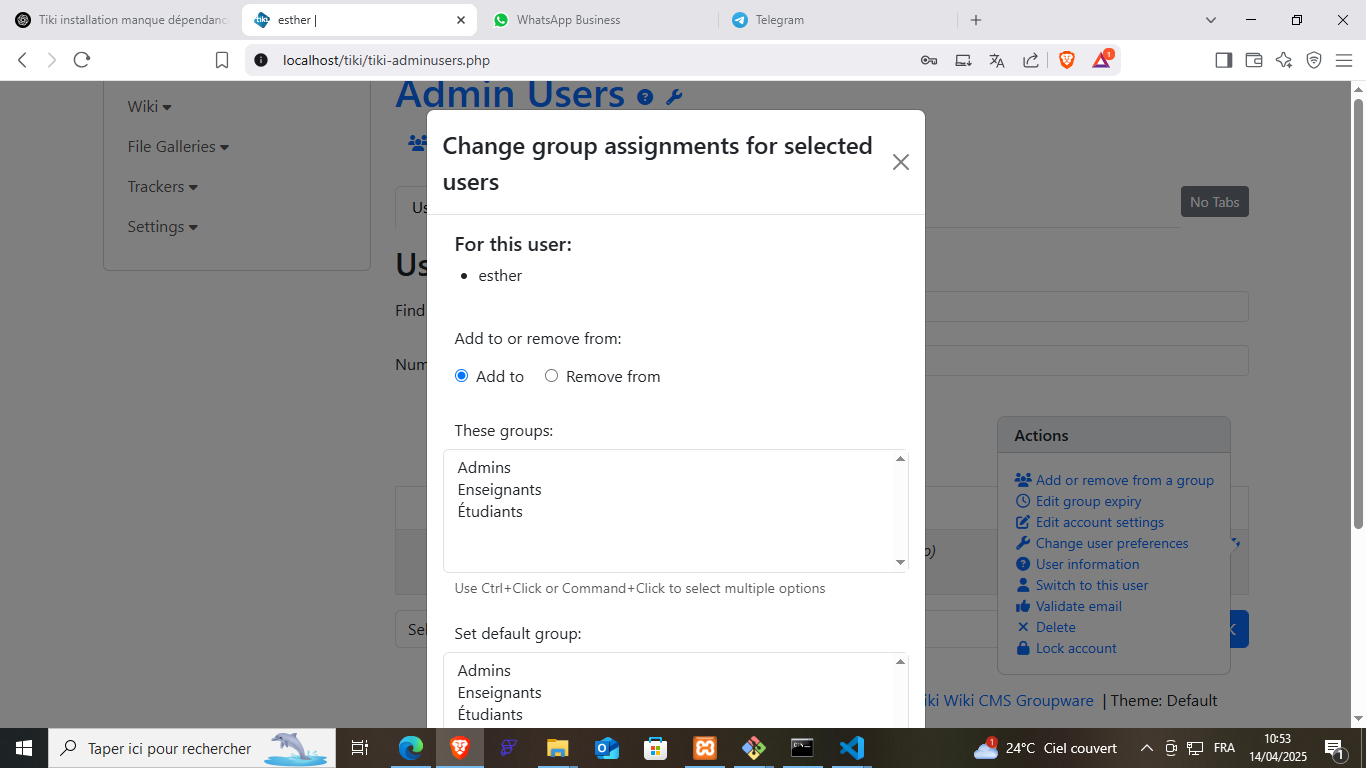 Tiki installation manque dépendanc
esther |
WhatsApp Business
Telegram
localhost/tiki/tiki-adminusers.php
1
Wiki
File Galleries
Trackers
Settings
Admin Users
No Tabs
Us
Us
Find
Num
Change group assignments for selected
users
For this user:
esther
Add to or remove from:
Add to
Remove from
These groups:
Admins
Enseignants
Étudiants
Use Ctrl+Click or Command+Click to select multiple options
Set default group:
Admins
Enseignants
Étudiants
Actions
Add or remove from a group
Edit group expiry
Edit account settings
Change user preferences
User information
Switch to this user
Validate email
Delete
Lock account
Sel
iki Wiki CMS Groupware | Theme: Default
Taper ici pour rechercher
1
24°C Ciel couvert
FRA
10:53
14/04/2025
1